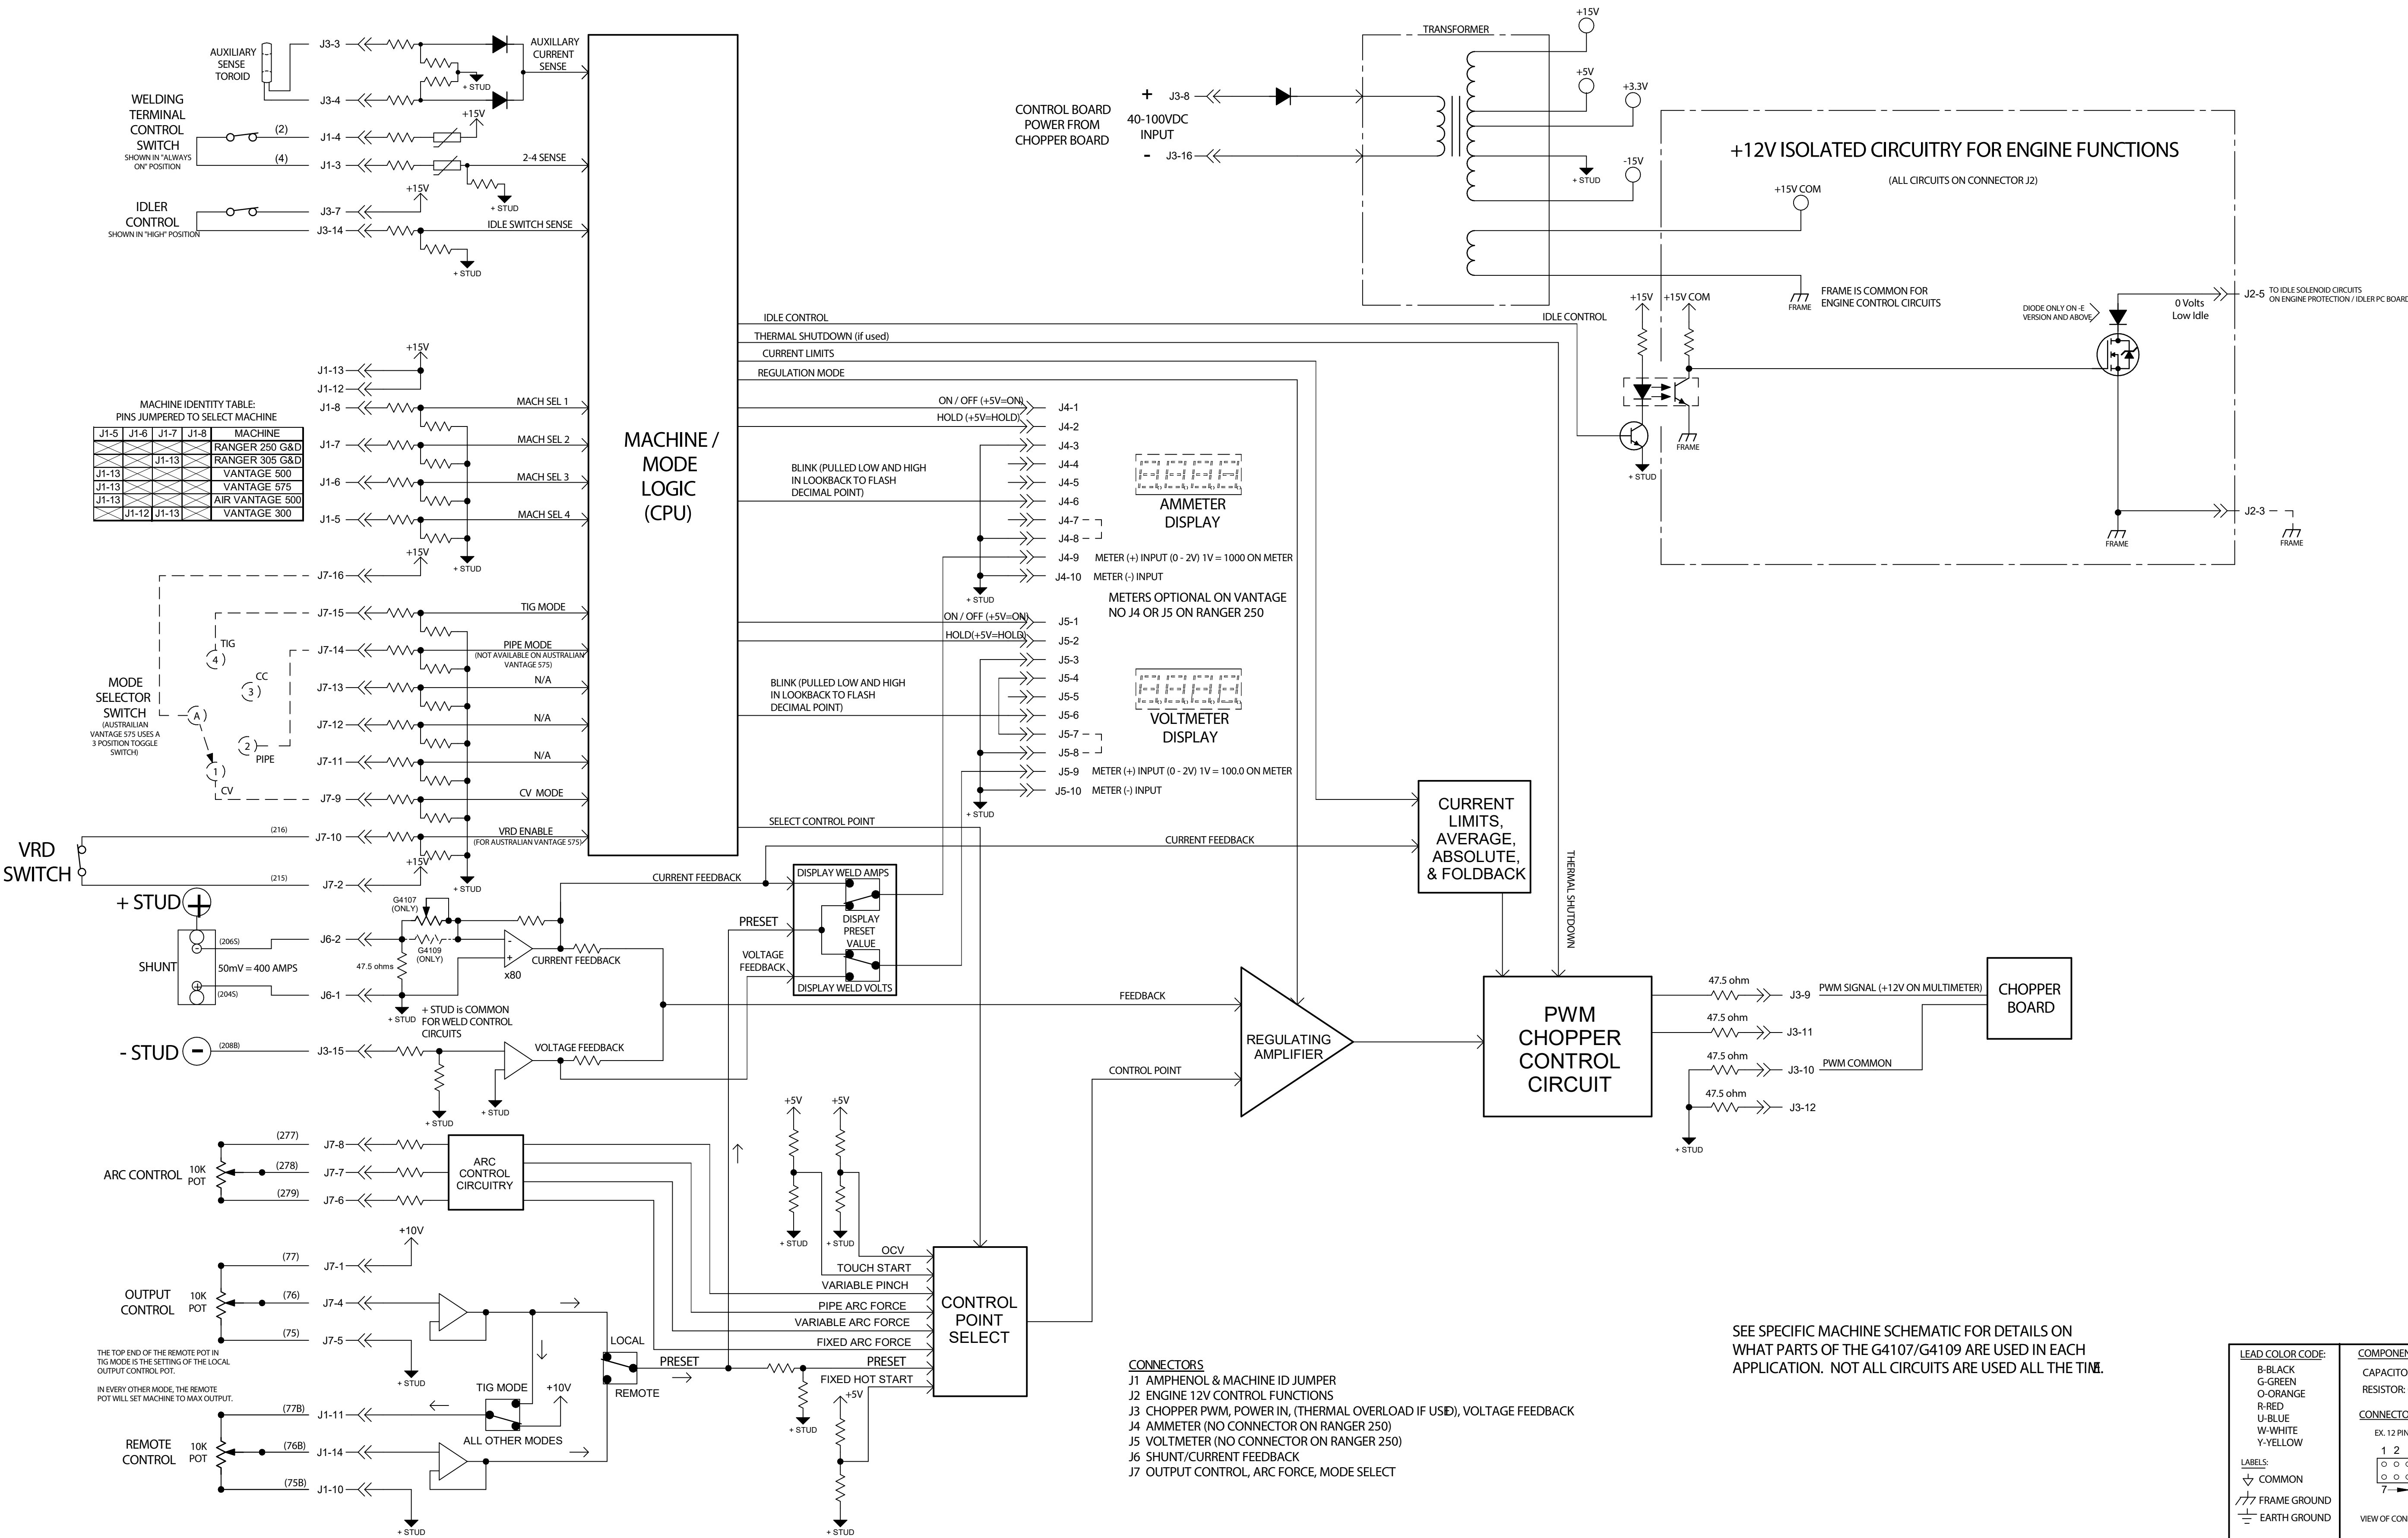 AUXILIARY
SENSE
TOROID
J3-3
J3-4
+ STUD
AUXILLARY
CURRENT
SENSE
WELDING
TERMINAL
CONTROL
SWITCH
SHOWN IN "ALWAYS
ON" POSITION
(2)
(4)
J1-4
J1-3
+15V
2-4 SENSE
+ STUD
IDLER
CONTROL
SHOWN IN "HIGH" POSITION
+15V
J3-7
J3-14
IDLE SWITCH SENSE
+ STUD
+15V
J1-13
J1-12
J1-8
MACH SEL 1
J1-7
MACH SEL 2
J1-6
MACH SEL 3
J1-5
MACH SEL 4
+ STUD
MACHINE IDENTITY TABLE:
PINS JUMPERED TO SELECT MACHINE
J1-5 J1-6 J1-7 J1-8 MACHINE
RANGER 250 G&D
J1-13 RANGER 305 G&D
J1-13 VANTAGE 500
J1-13 VANTAGE 575
J1-13 AIR VANTAGE 500
J1-12 J1-13 VANTAGE 300
+15V
J7-16
J7-15
TIG MODE
J7-14
PIPE MODE
(NOT AVAILABLE ON AUSTRALIAN
VANTAGE 575)
J7-13
N/A
J7-12
N/A
J7-11
N/A
J7-9
CV MODE
J7-10
VRD ENABLE
(FOR AUSTRALIAN VANTAGE 575)
J7-2
+15V
+ STUD
MODE
SELECTOR
SWITCH
(AUSTRAILIAN
VANTAGE 575 USES A
3 POSITION TOGGLE
SWITCH)
TIG
4
CC
3
A
2
PIPE
1
CV
VRD
SWITCH
(216)
(215)
MACHINE /
MODE
LOGIC
(CPU)
IDLE CONTROL
THERMAL SHUTDOWN (if used)
CURRENT LIMITS
REGULATION MODE
ON / OFF (+5V=ON)
HOLD (+5V=HOLD)
BLINK (PULLED LOW AND HIGH
IN LOOKBACK TO FLASH
DECIMAL POINT)
J4-1
J4-2
J4-3
J4-4
J4-5
J4-6
J4-7
J4-8
J4-9 METER (+) INPUT (0 - 2V) 1V = 1000 ON METER
J4-10 METER (-) INPUT
+ STUD
AMMETER
DISPLAY
METERS OPTIONAL ON VANTAGE
NO J4 OR J5 ON RANGER 250
ON / OFF (+5V=ON)
HOLD(+5V=HOLD)
BLINK (PULLED LOW AND HIGH
IN LOOKBACK TO FLASH
DECIMAL POINT)
J5-1
J5-2
J5-3
J5-4
J5-5
J5-6
J5-7
J5-8
J5-9 METER (+) INPUT (0 - 2V) 1V = 100.0 ON METER
J5-10 METER (-) INPUT
+ STUD
VOLTMETER
DISPLAY
SELECT CONTROL POINT
CURRENT FEEDBACK
CONTROL BOARD
POWER FROM
CHOPPER BOARD
+ J3-8
40-100VDC
INPUT
- J3-16
TRANSFORMER
+15V
+5V
+3.3V
+ STUD
-15V
+12V ISOLATED CIRCUITRY FOR ENGINE FUNCTIONS
(ALL CIRCUITS ON CONNECTOR J2)
+15V COM
FRAME
FRAME IS COMMON FOR
ENGINE CONTROL CIRCUITS
+15V
+15V COM
IDLE CONTROL
+ STUD
FRAME
DIODE ONLY ON -E
VERSION AND ABOVE
0 Volts
Low Idle
J2-5
TO IDLE SOLENOID CIRCUITS
ON ENGINE PROTECTION / IDLER PC BOARD
J2-3
FRAME
FRAME
+ STUD
SHUNT
(206S)
50mV = 400 AMPS
(204S)
J6-2
J6-1
G4107
(ONLY)
G4109
(ONLY)
47.5 ohms
-
+
x80
CURRENT FEEDBACK
+ STUD
+ STUD is COMMON
FOR WELD CONTROL
CIRCUITS
- STUD
(208B)
J3-15
VOLTAGE FEEDBACK
+ STUD
+ STUD
CURRENT FEEDBACK
DISPLAY WELD AMPS
PRESET
DISPLAY
PRESET
VALUE
VOLTAGE
FEEDBACK
DISPLAY WELD VOLTS
CURRENT
LIMITS,
AVERAGE,
ABSOLUTE,
& FOLDBACK
THERMAL SHUTDOWN
FEEDBACK
CONTROL POINT
REGULATING
AMPLIFIER
PWM
CHOPPER
CONTROL
CIRCUIT
47.5 ohm
J3-9 PWM SIGNAL (+12V ON MULTIMETER)
47.5 ohm
J3-11
47.5 ohm
J3-10 PWM COMMON
47.5 ohm
J3-12
+ STUD
CHOPPER
BOARD
ARC CONTROL
10K
POT
(277)
(278)
(279)
J7-8
J7-7
J7-6
ARC
CONTROL
CIRCUITRY
+5V
+5V
+ STUD
+ STUD
OUTPUT
CONTROL
10K
POT
(77)
(76)
(75)
J7-1
J7-4
J7-5
+10V
+ STUD
THE TOP END OF THE REMOTE POT IN
TIG MODE IS THE SETTING OF THE LOCAL
OUTPUT CONTROL POT.
IN EVERY OTHER MODE, THE REMOTE
POT WILL SET MACHINE TO MAX OUTPUT.
REMOTE
CONTROL
10K
POT
(77B)
(76B)
(75B)
J1-11
J1-14
J1-10
+ STUD
TIG MODE
+10V
ALL OTHER MODES
LOCAL
REMOTE
PRESET
OCV
TOUCH START
VARIABLE PINCH
PIPE ARC FORCE
VARIABLE ARC FORCE
FIXED ARC FORCE
PRESET
FIXED HOT START
+ STUD
+5V
+ STUD
CONTROL
POINT
SELECT
CONNECTORS
J1 AMPHENOL & MACHINE ID JUMPER
J2 ENGINE 12V CONTROL FUNCTIONS
J3 CHOPPER PWM, POWER IN, (THERMAL OVERLOAD IF USED), VOLTAGE FEEDBACK
J4 AMMETER (NO CONNECTOR ON RANGER 250)
J5 VOLTMETER (NO CONNECTOR ON RANGER 250)
J6 SHUNT/CURRENT FEEDBACK
J7 OUTPUT CONTROL, ARC FORCE, MODE SELECT
SEE SPECIFIC MACHINE SCHEMATIC FOR DETAILS ON
WHAT PARTS OF THE G4107/G4109 ARE USED IN EACH
APPLICATION. NOT ALL CIRCUITS ARE USED ALL THE TIME.
LEAD COLOR CODE:
B-BLACK
G-GREEN
O-ORANGE
R-RED
U-BLUE
W-WHITE
Y-YELLOW
LABELS:
COMMON
FRAME GROUND
EARTH GROUND
RESISTOR:
EX. 12 PIN
1 2
7
VIEW OF